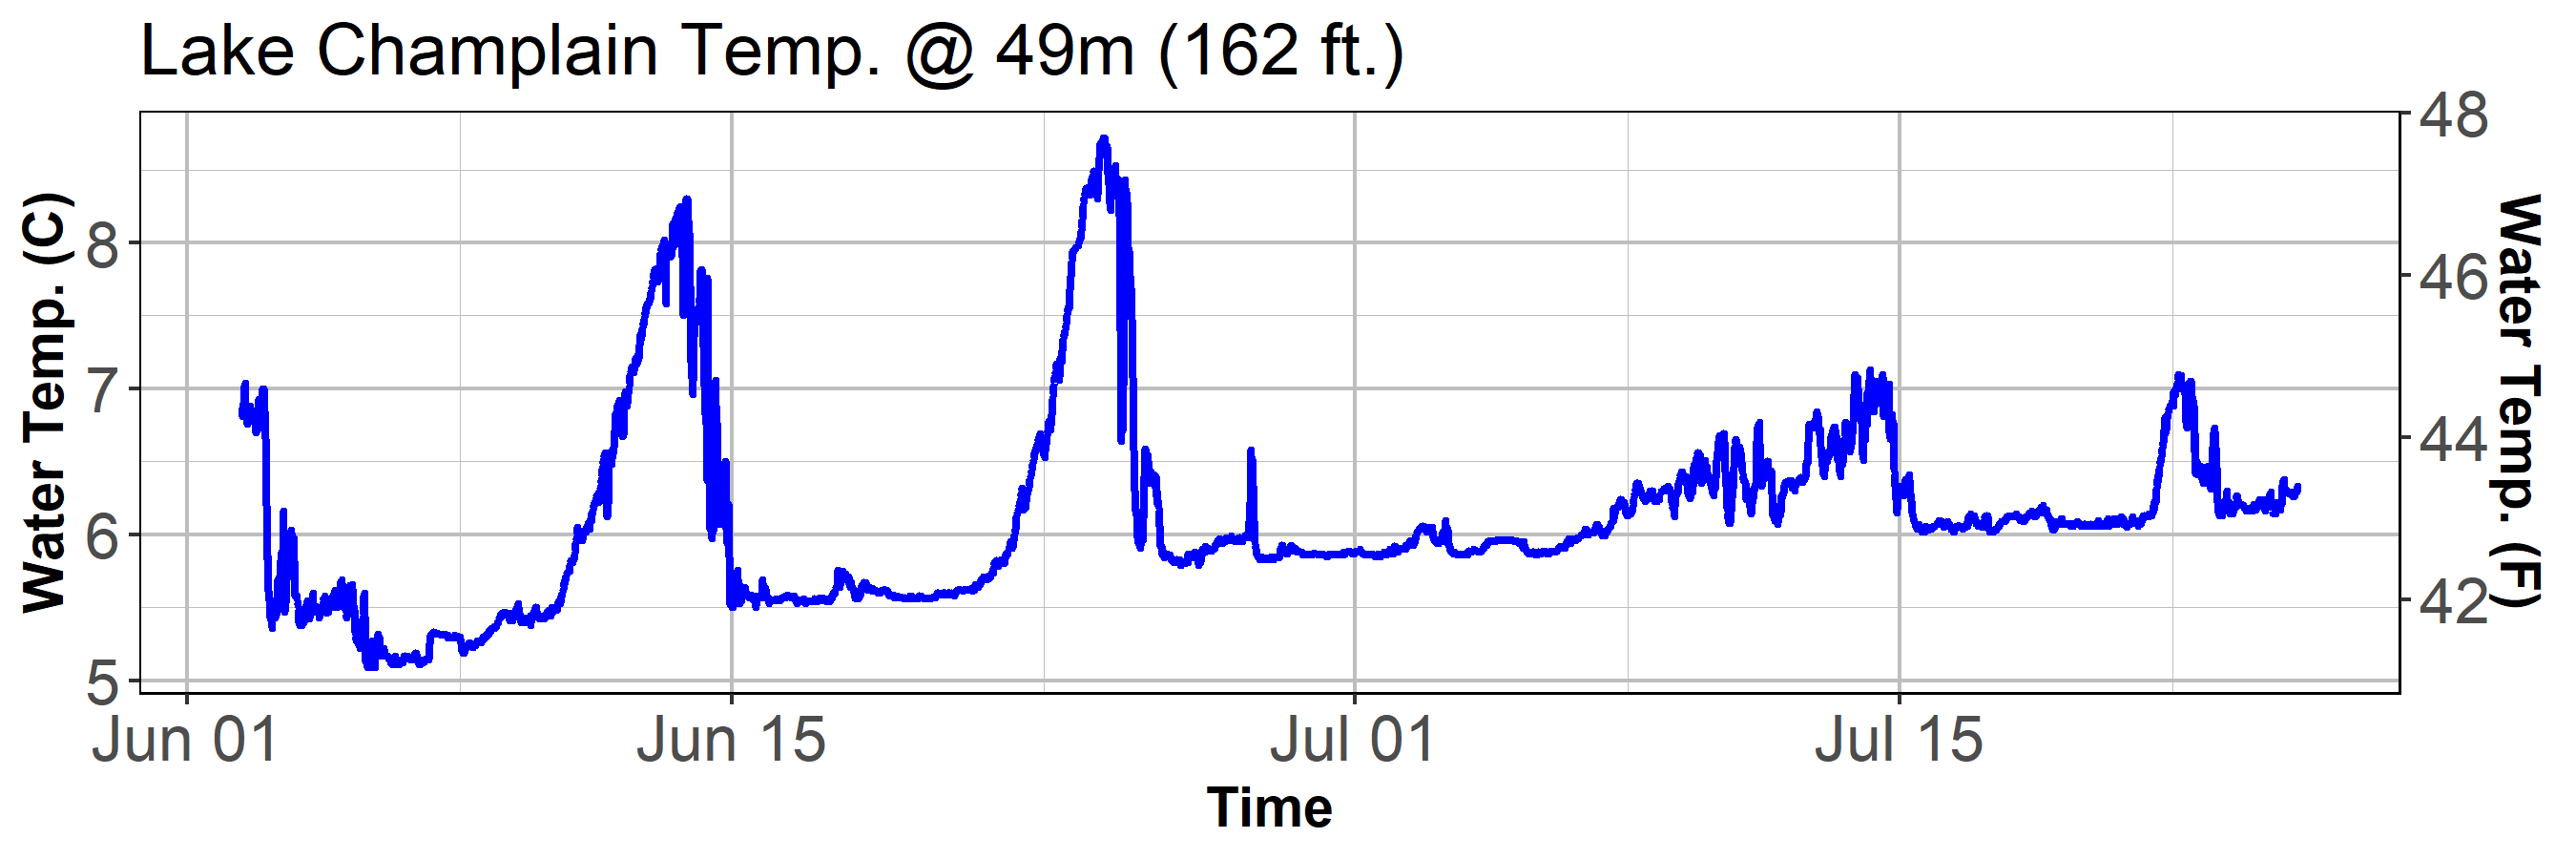 Lake Champlain Temp. @ 49m (162 ft.)
Water Temp. (C)
8
7
6
5
48
46
44
42
Water Temp. (F)
Jun 01 Jun 15 Jul 01 Jul 15
Time